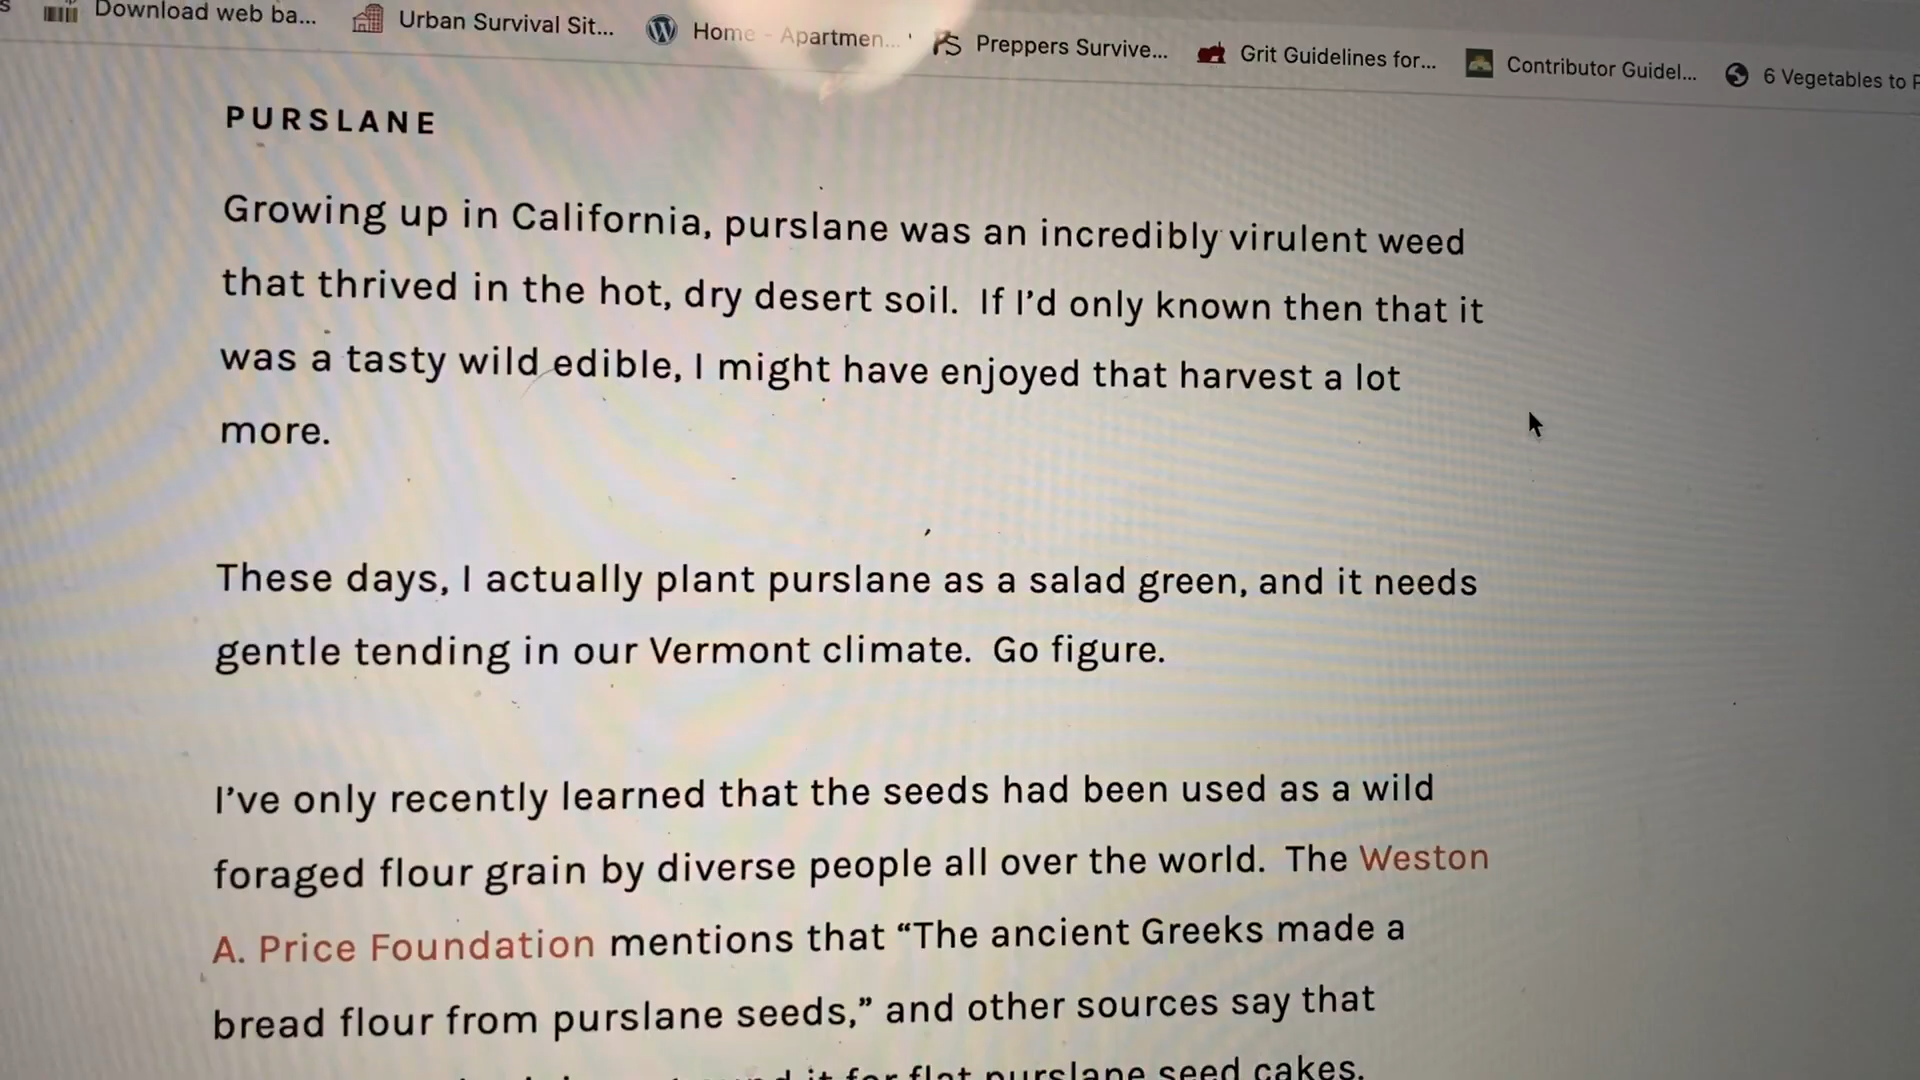 Download web ba...
Urban Survival Sit...
Home - Apartmen...
Preppers Survive...
Grit Guidelines for...
Contributor Guidel...
6 Vegetables to
PURSLANE
Growing up in California, purslane was an incredibly virulent weed
that thrived in the hot, dry desert soil. If I’d only known then that it
was a tasty wild edible, I might have enjoyed that harvest a lot
more.
These days, I actually plant purslane as a salad green, and it needs
gentle tending in our Vermont climate. Go figure.
I’ve only recently learned that the seeds had been used as a wild
foraged flour grain by diverse people all over the world. The Weston
A. Price Foundation mentions that “The ancient Greeks made a
bread flour from purslane seeds,” and other sources say that
it for flat purslane seed cakes.